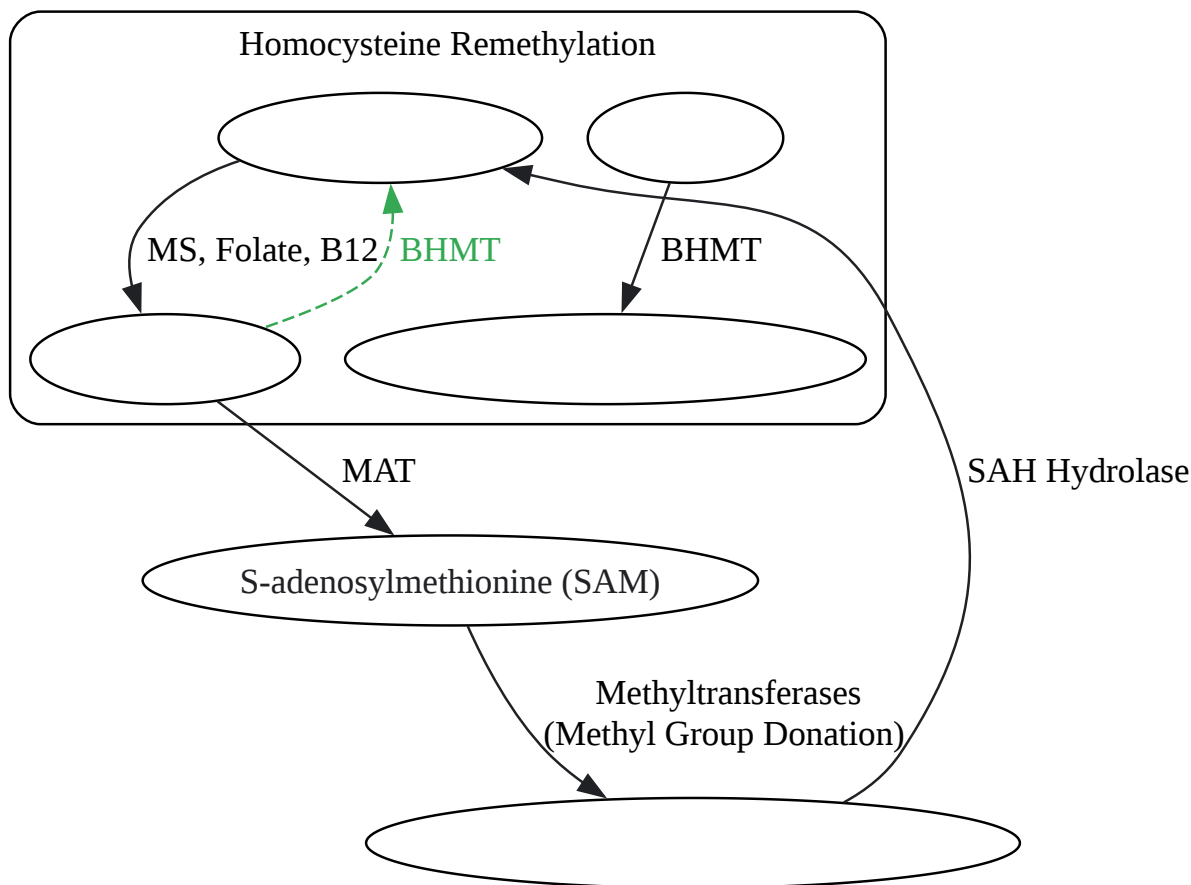 Homocysteine Remethylation
MS, Folate, B12
BHMT
BHMT
MAT
SAH Hydrolase
S-adenosylmethionine (SAM)
Methyltransferases
(Methyl Group Donation)